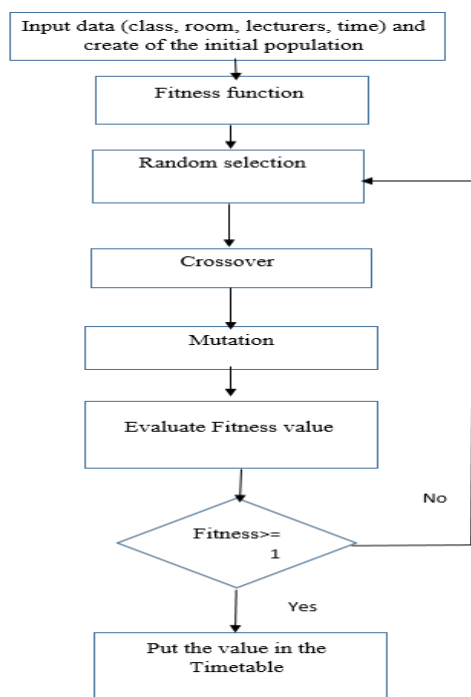 Input data (class, room, lecturers, time) and
create of the initial population
Fitness function
Random selection
Crossover
Mutation
Evaluate Fitness value
Fitness>=
1
No
Yes
Put the value in the
Timetable